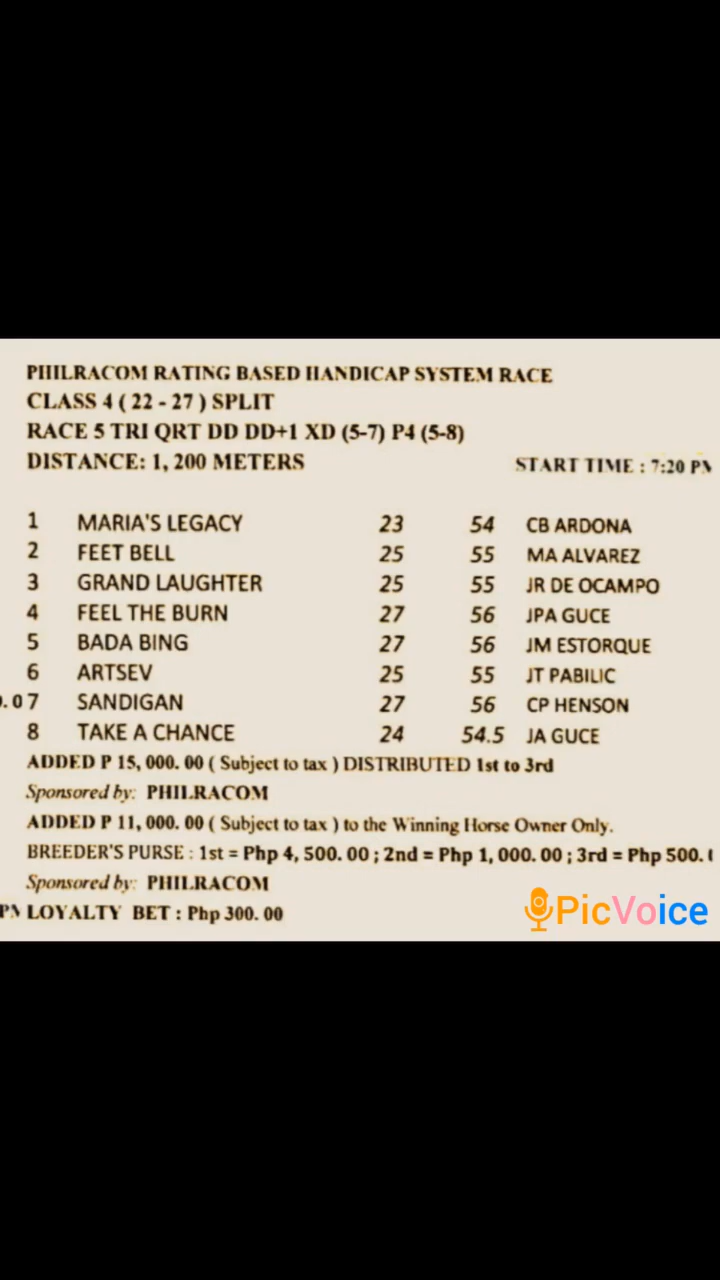 PHILRACOM RATING BASED HANDICAP SYSTEM RACE
CLASS 4 ( 22 - 27 ) SPLIT
RACE 5 TRI QRT DD DD+1 XD (5-7) P4 (5-8)
DISTANCE: 1, 200 METERS START TIME : 7:20 PM
1 MARIA'S LEGACY 23 54 CB ARDONA
2 FEET BELL 25 55 MA ALVAREZ
3 GRAND LAUGHTER 25 55 JR DE OCAMPO
4 FEEL THE BURN 27 56 JPA GUCE
5 BADA BING 27 56 JM ESTORQUE
6 ARTSEV 25 55 JT PABILIC
.0 7 SANDIGAN 27 56 CP HENSON
8 TAKE A CHANCE 24 54.5 JA GUCE
ADDED P 15, 000. 00 ( Subject to tax ) DISTRIBUTED 1st to 3rd
Sponsored by: PHILRACOM
ADDED P 11, 000. 00 ( Subject to tax ) to the Winning Horse Owner Only.
BREEDER'S PURSE : 1st = Php 4, 500. 00 ; 2nd = Php 1, 000. 00 ; 3rd = Php 500. 
Sponsored by: PHILRACOM
PM LOYALTY BET : Php 300. 00
PicVoice